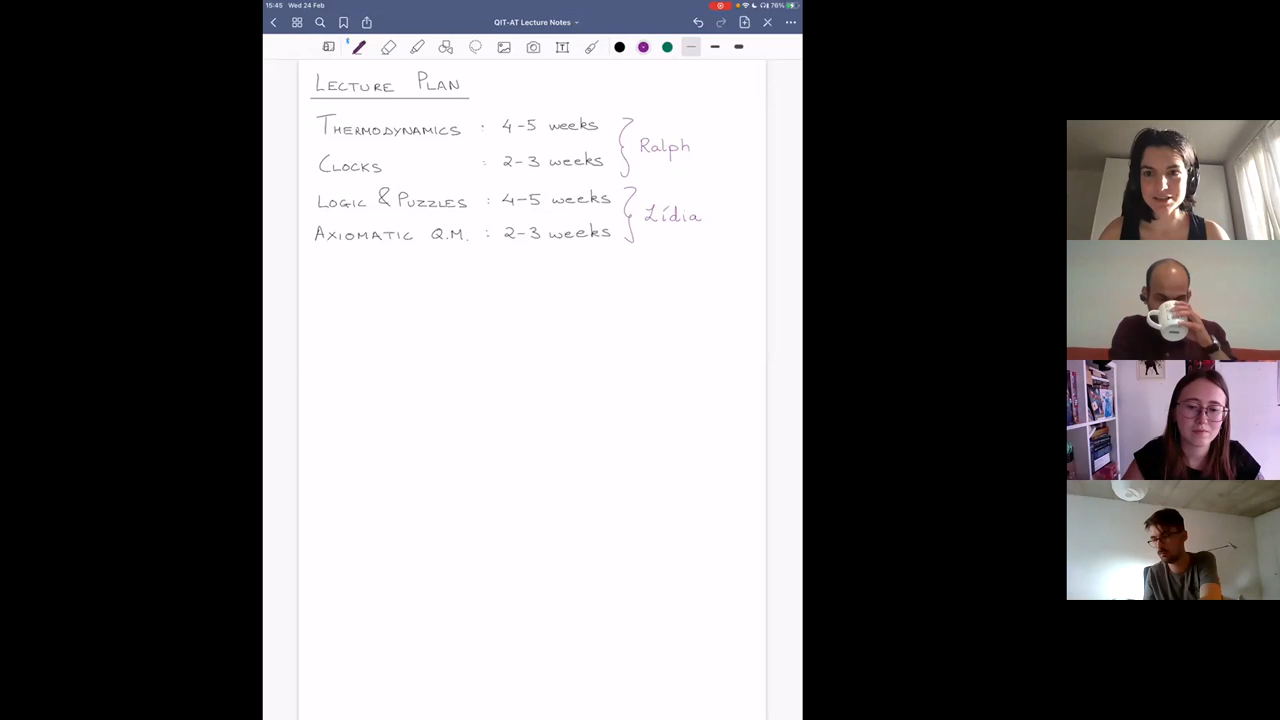 15:45 Wed 24 Feb
76%
QIT-AT Lecture Notes
T
LECTURE PLAN
THERMODYNAMICS : 4-5 weeks
CLOCKS : 2-3 weeks
Ralph
LOGIC & PUZZLES : 4-5 weeks
AXIOMATIC Q.M. : 2-3 weeks
Lídia